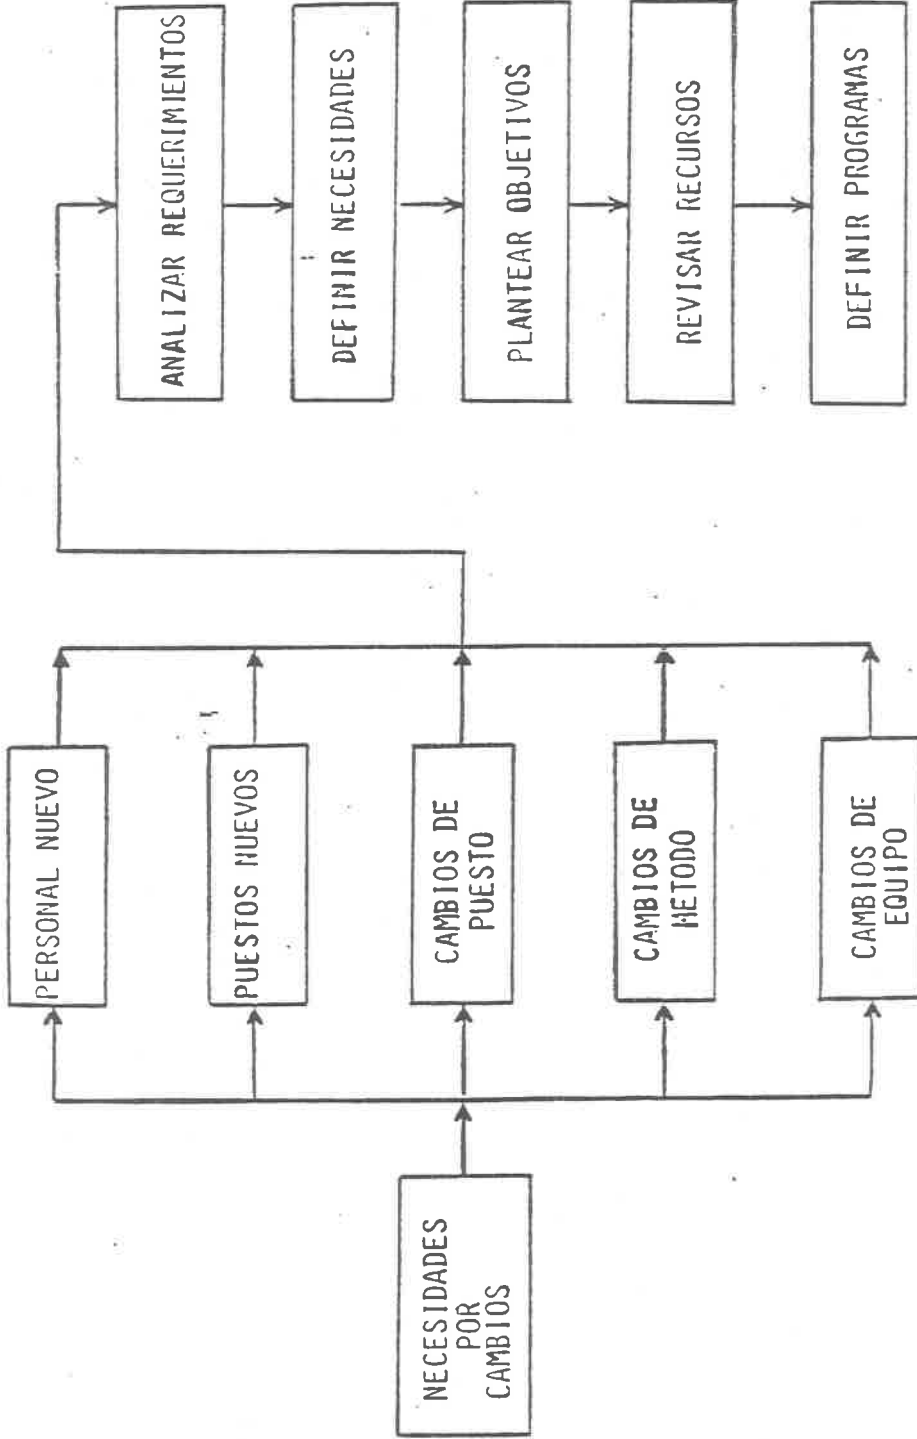 NECESIDADES
POR
CAMBIOS
PERSONAL NUEVO
PUESTOS NUEVOS
CAMBIOS DE
PUESTO
CAMBIOS DE
METODO
CAMBIOS DE
EQUIPO
ANALIZAR REQUERIMIENTOS
DEFINIR NECESIDADES
PLANTEAR OBJETIVOS
REVISAR RECURSOS
DEFINIR PROGRAMAS